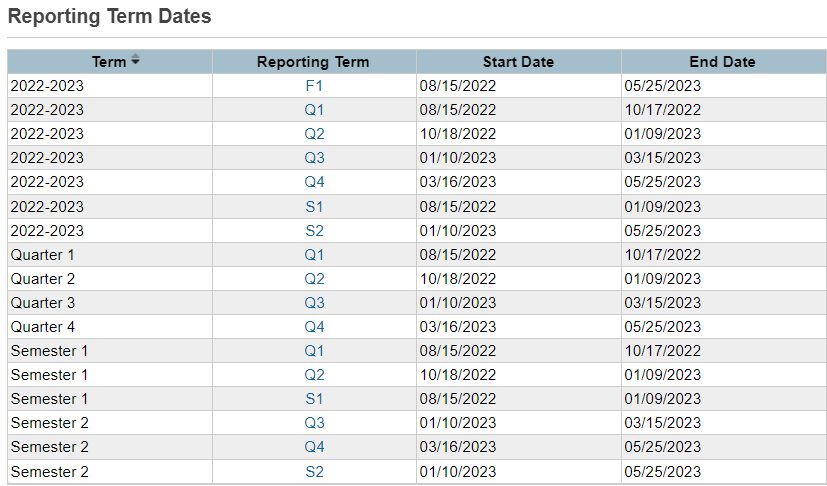 Reporting Term Dates
Term Reporting Term Start Date End Date
2022-2023 F1 08/15/2022 05/25/2023
2022-2023 Q1 08/15/2022 10/17/2022
2022-2023 Q2 10/18/2022 01/09/2023
2022-2023 Q3 01/10/2023 03/15/2023
2022-2023 Q4 03/16/2023 05/25/2023
2022-2023 S1 08/15/2022 01/09/2023
2022-2023 S2 01/10/2023 05/25/2023
Quarter 1 Q1 08/15/2022 10/17/2022
Quarter 2 Q2 10/18/2022 01/09/2023
Quarter 3 Q3 01/10/2023 03/15/2023
Quarter 4 Q4 03/16/2023 05/25/2023
Semester 1 Q1 08/15/2022 10/17/2022
Semester 1 Q2 10/18/2022 01/09/2023
Semester 1 S1 08/15/2022 01/09/2023
Semester 2 Q3 01/10/2023 03/15/2023
Semester 2 Q4 03/16/2023 05/25/2023
Semester 2 S2 01/10/2023 05/25/2023